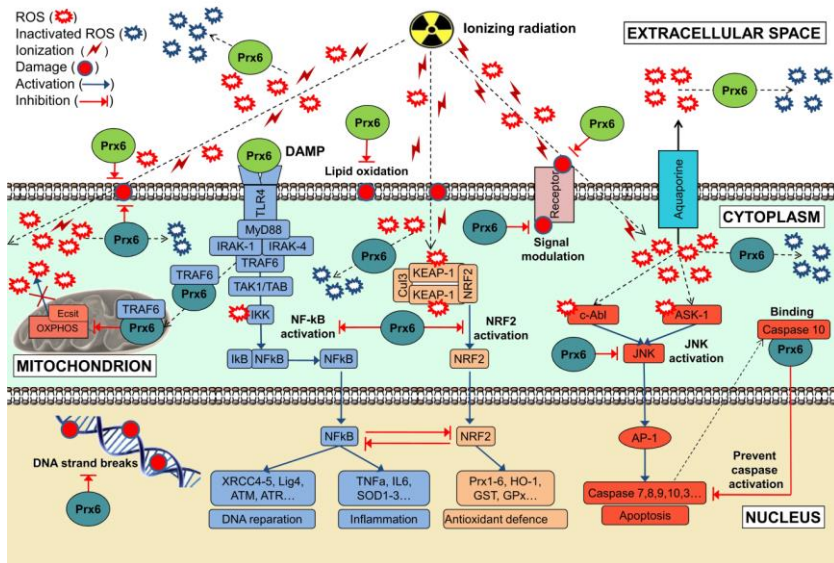 ROS ( )
Inactivated ROS ( )
Ionization ( )
Damage ( )
Activation ( )
Inhibition ( )
Ionizing radiation
EXTRACELLULAR SPACE
Prx6
Prx6
Prx6
Prx6
Prx6
Prx6
DAMP
Lipid oxidation
TLR4
Receptor
Aquaporine
CYTOPLASM
MyD88
IRAK-1
IRAK-4
TRAF6
Prx6
Prx6
Prx6
Prx6
Signal
modulation
Cul3
KEAP-1
KEAP-1
NRF2
TRAF6
Prx6
TAK1/TAB
IKK
NF-kB
activation
Prx6
NRF2
activation
c-Abl
ASK-1
Binding
Caspase 10
Prx6
TRAF6
Prx6
Ecsit
OXPHOS
MITOCHONDRION
IkB
NFkB
NFkB
NRF2
Prx6
JNK
JNK
activation
NFkB
NRF2
AP-1
DNA strand breaks
Prx6
XRCC4-5, Lig4,
ATM, ATR...
DNA reparation
TNFa, IL6,
SOD1-3...
Inflammation
Prx1-6, HO-1,
GST, GPx...
Antioxidant defence
Caspase 7,8,9,10,3...
Apoptosis
Prevent
caspase
activation
NUCLEUS